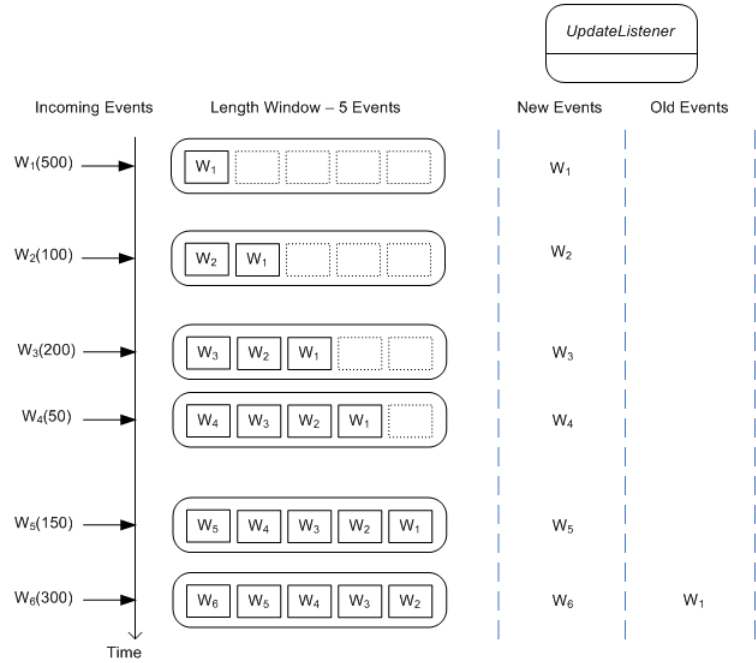 UpdateListener
Incoming Events Length Window – 5 Events New Events Old Events
W₁(500) W₁ W₁
W₂(100) W₂ W₁ W₂
W₃(200) W₃ W₂ W₁ W₃
W₄(50) W₄ W₃ W₂ W₁ W₄
W₅(150) W₅ W₄ W₃ W₂ W₁ W₅
W₆(300) W₆ W₅ W₄ W₃ W₂ W₆ W₁
Time